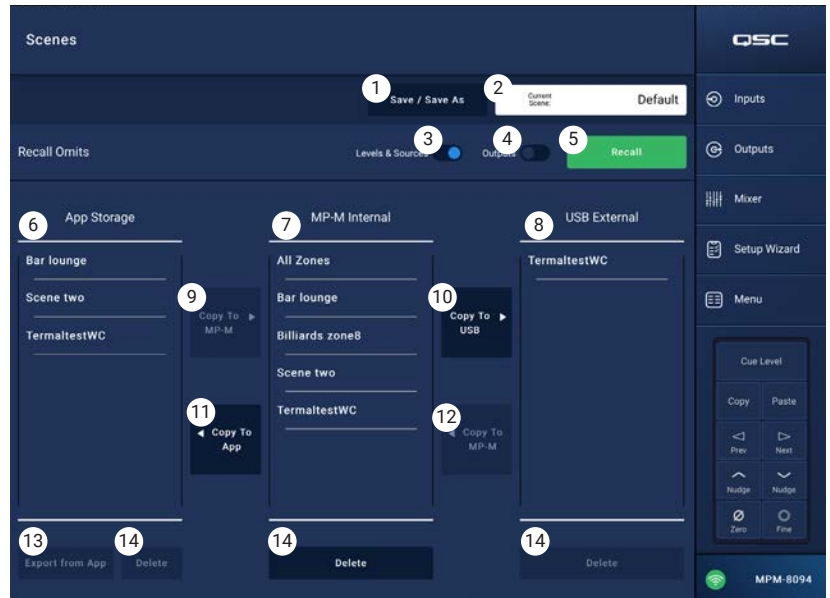 Scenes
QSC
1
Save / Save As
2
Current Scene:
Default
Inputs
Recall Omits
3
Levels & Sources
4
Outputs
5
Recall
Outputs
Mixer
6
App Storage
7
MP-M Internal
8
USB External
Setup Wizard
Menu
Bar lounge
Scene two
TermaltestWC
9
Copy To
MP-M
11
Copy To
App
All Zones
Bar lounge
Billiards zone8
Scene two
TermaltestWC
10
Copy To
USB
12
Copy To
MP-M
TermaltestWC
Cue Level
Copy
Paste
Prev
Next
Nudge
Nudge
Zero
Fine
13
Export from App
14
Delete
14
Delete
14
Delete
MPM-8094